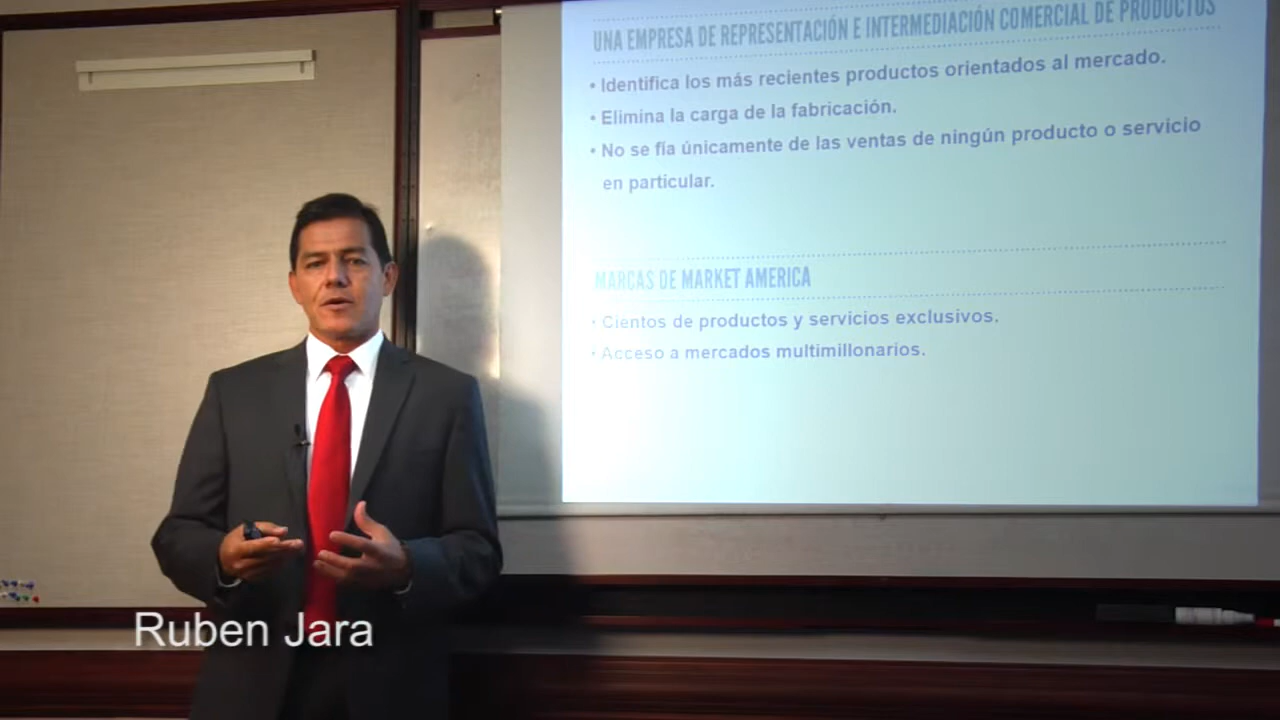 UNA EMPRESA DE REPRESENTACIÓN E INTERMEDIACIÓN COMERCIAL DE PRODUCTOS
• Identifica los más recientes productos orientados al mercado.
• Elimina la carga de la fabricación.
• No se fía únicamente de las ventas de ningún producto o servicio
en particular.
MARCAS DE MARKET AMERICA
• Cientos de productos y servicios exclusivos.
• Acceso a mercados multimillonarios.
Ruben Jara